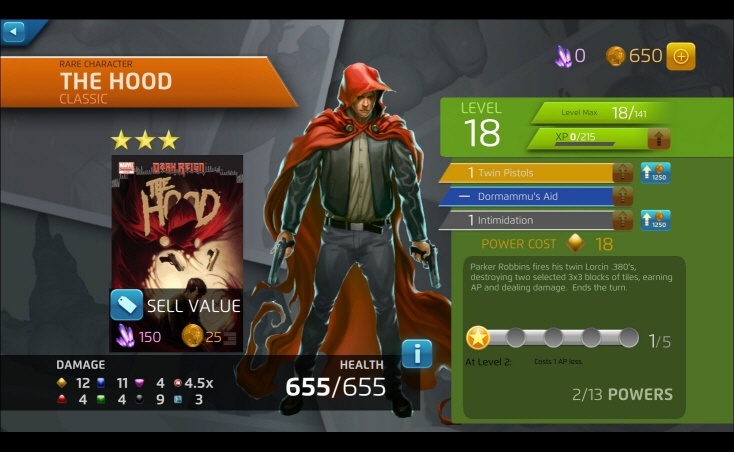 RARE CHARACTER
THE HOOD
CLASSIC
0
650
LEVEL
18
Level Max 18/141
XP 0/215
1 Twin Pistols
1250
— Dormammu's Aid
1 Intimidation
1250
POWER COST 18
Parker Robbins fires his twin Lorcin .380's,
destroying two selected 3x3 blocks of tiles, earning
AP and dealing damage. Ends the turn.
1/5
At Level 2: Costs 1 AP less.
2/13 POWERS
DARK REIGN
THE HOOD
SELL VALUE
150 25
DAMAGE
12 11 4 4.5x
4 4 9 3
HEALTH
655/655
i